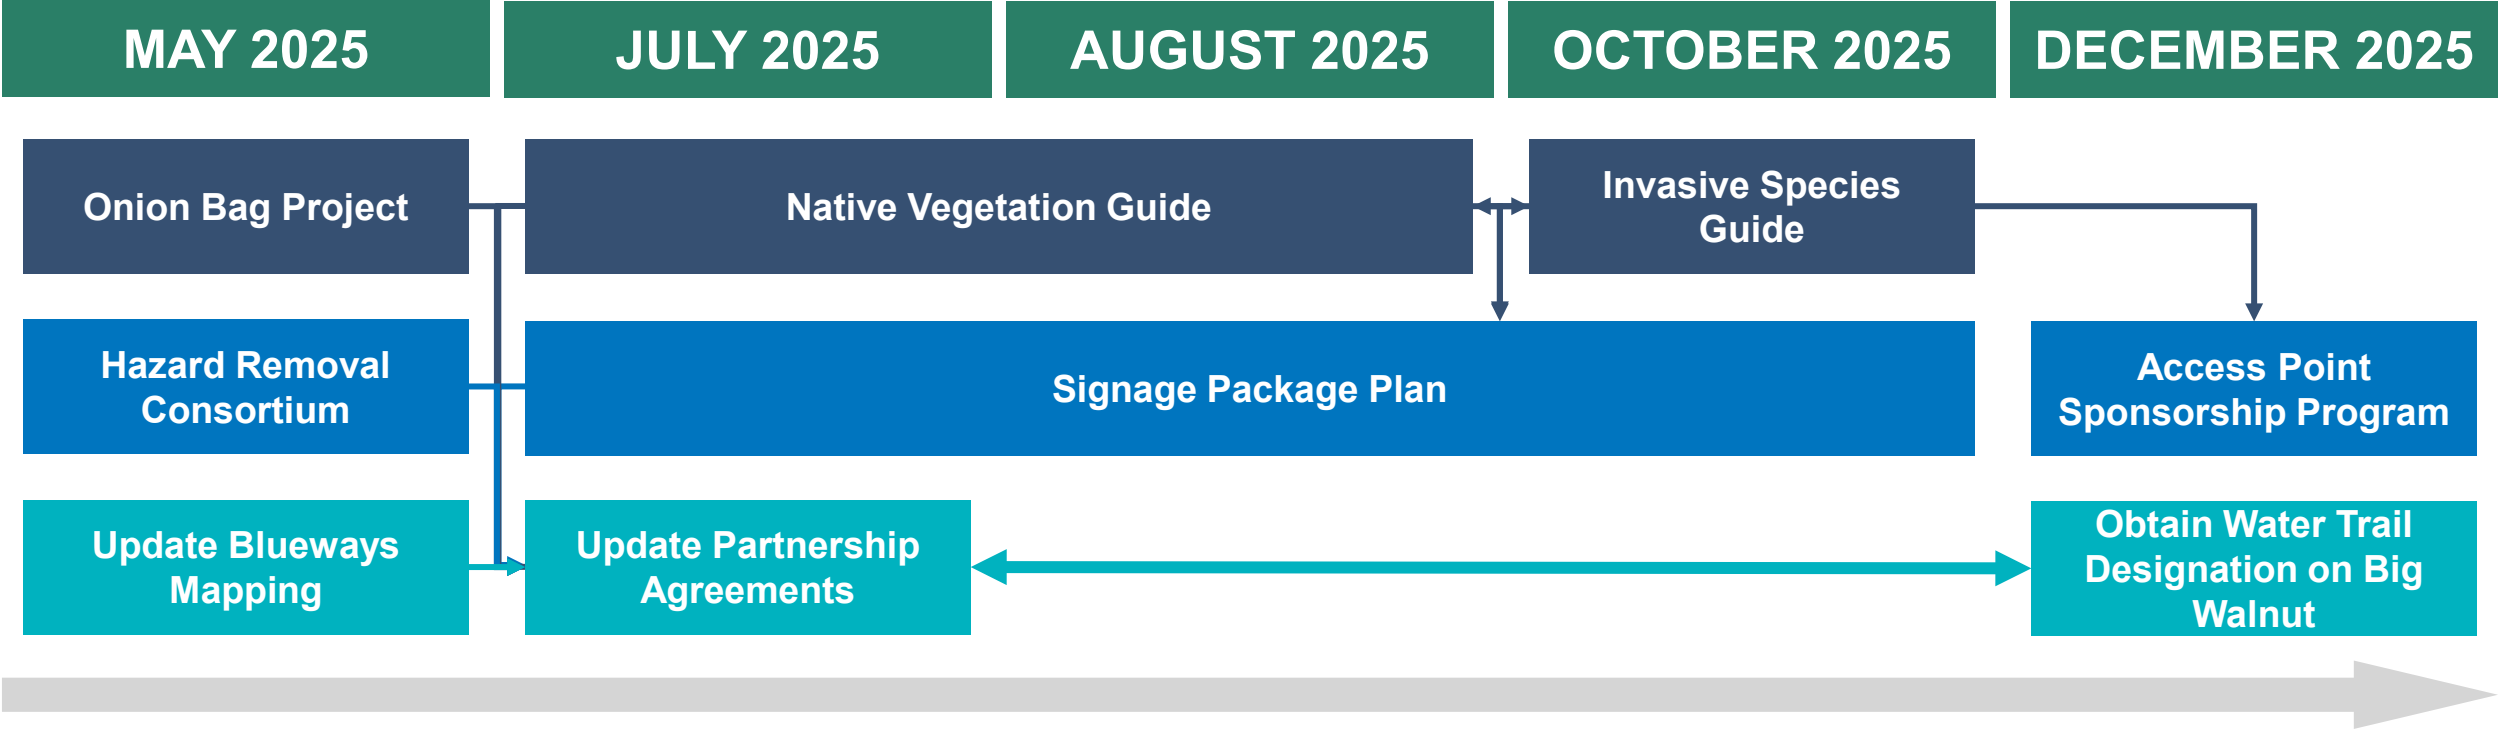 MAY 2025
JULY 2025
AUGUST 2025
OCTOBER 2025
DECEMBER 2025
Onion Bag Project
Native Vegetation Guide
Invasive Species
Guide
Hazard Removal
Consortium
Signage Package Plan
Access Point
Sponsorship Program
Update Blueways
Mapping
Update Partnership
Agreements
Obtain Water Trail
Designation on Big
Walnut